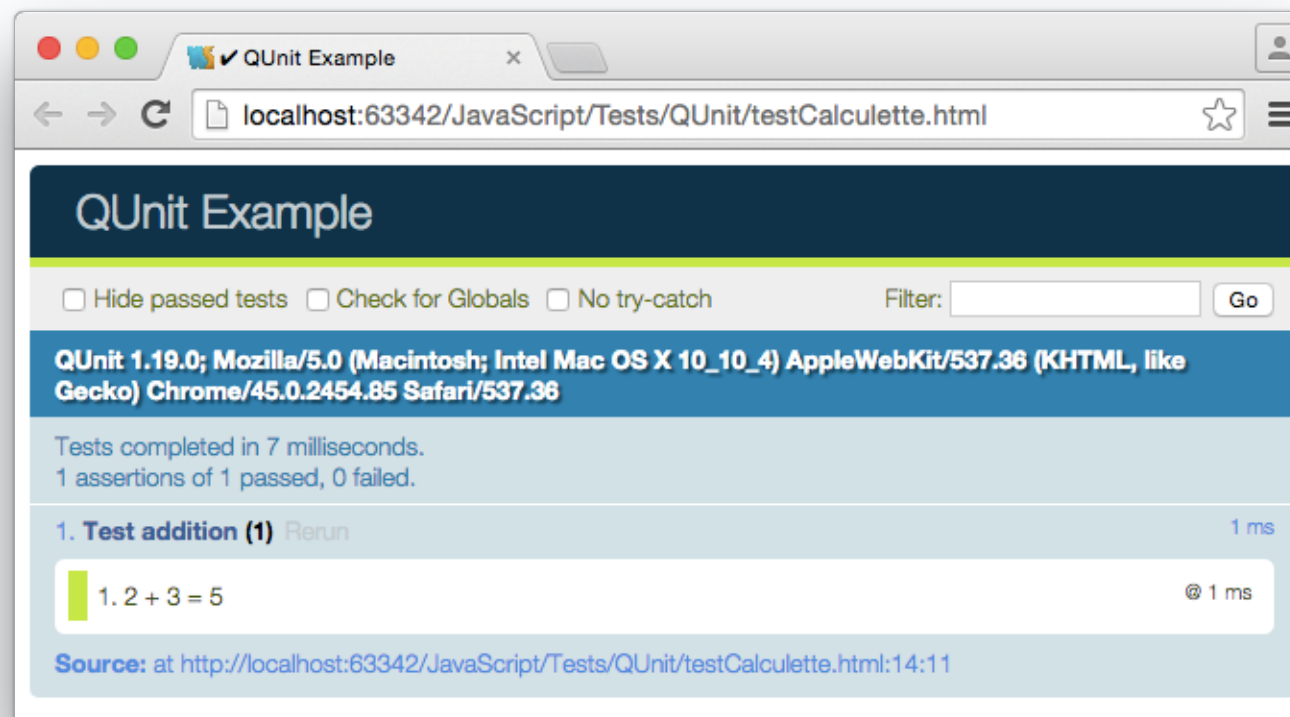 ✔ QUnit Example
localhost:63342/JavaScript/Tests/QUnit/testCalculette.html
QUnit Example
Hide passed tests Check for Globals No try-catch Filter: Go
QUnit 1.19.0; Mozilla/5.0 (Macintosh; Intel Mac OS X 10_10_4) AppleWebKit/537.36 (KHTML, like
Gecko) Chrome/45.0.2454.85 Safari/537.36
Tests completed in 7 milliseconds.
1 assertions of 1 passed, 0 failed.
1. Test addition (1) Rerun 1 ms
1. 2 + 3 = 5 @ 1 ms
Source: at http://localhost:63342/JavaScript/Tests/QUnit/testCalculette.html:14:11